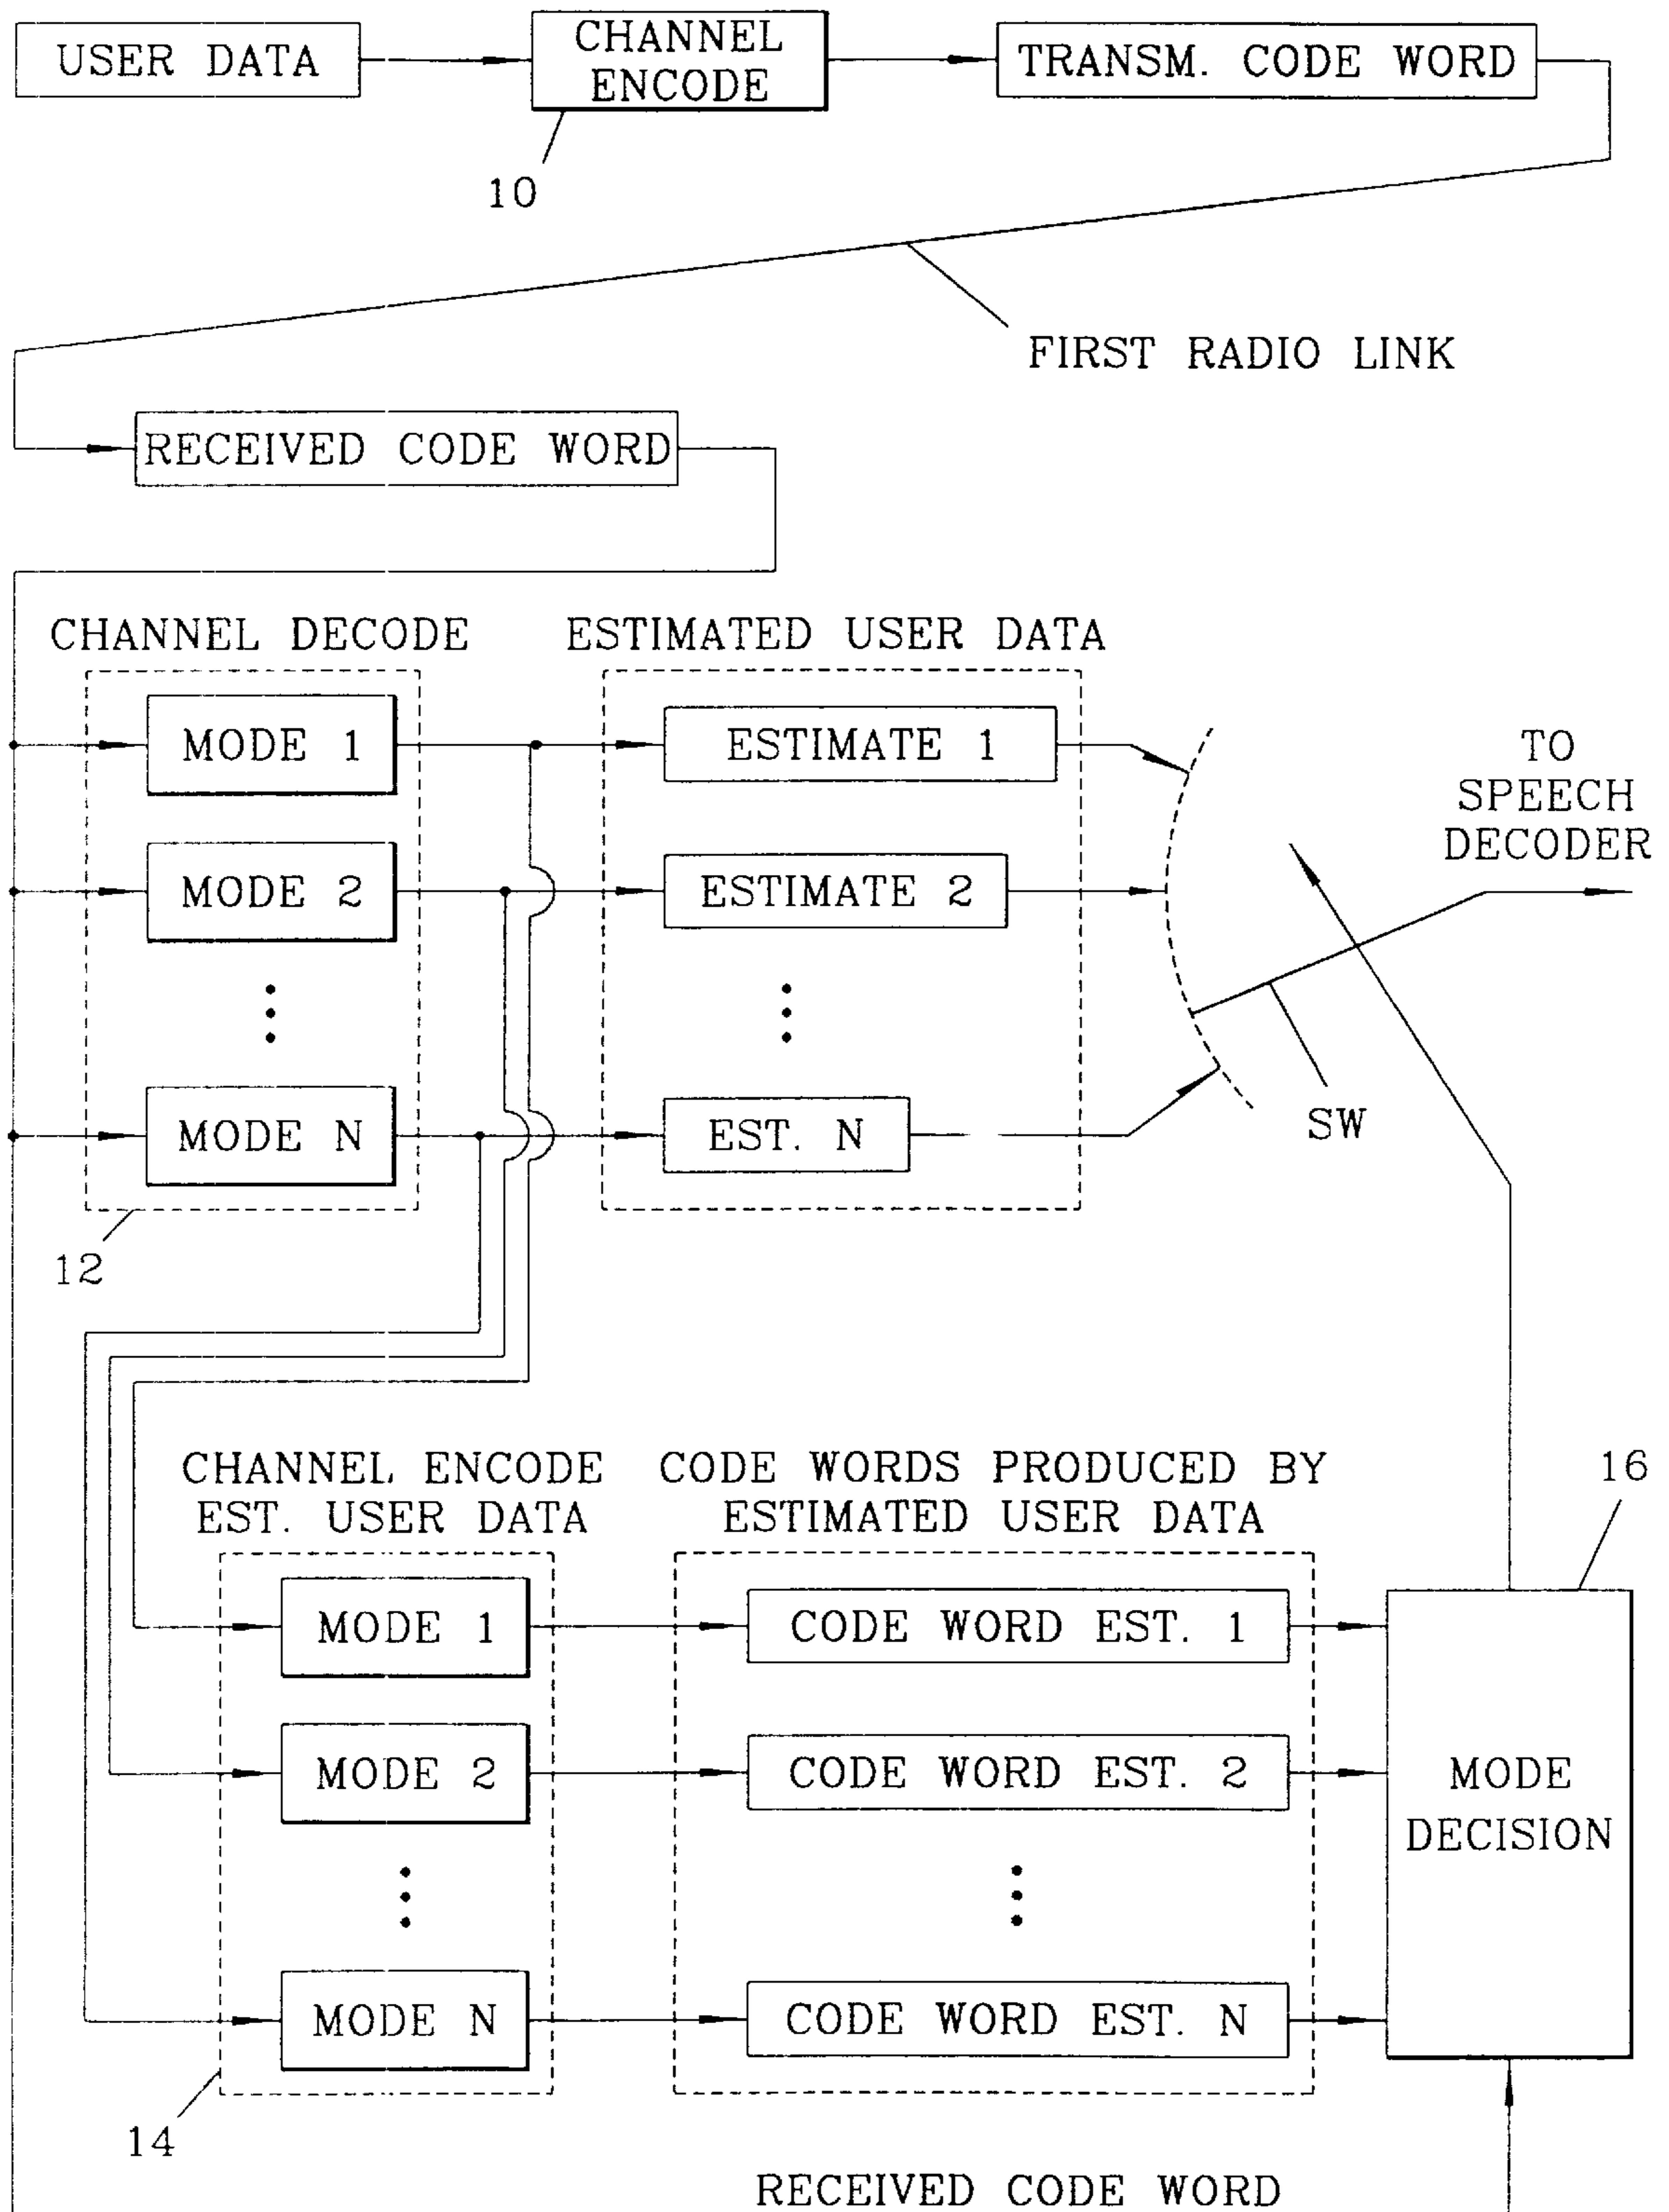 USER DATA
CHANNEL
ENCODE
TRANSM. CODE WORD
10
FIRST RADIO LINK
RECEIVED CODE WORD
CHANNEL DECODE
ESTIMATED USER DATA
MODE 1
ESTIMATE 1
TO
SPEECH
DECODER
MODE 2
ESTIMATE 2
MODE N
EST. N
SW
12
CHANNEL ENCODE
EST. USER DATA
CODE WORDS PRODUCED BY
ESTIMATED USER DATA
16
MODE 1
CODE WORD EST. 1
MODE 2
CODE WORD EST. 2
MODE
DECISION
MODE N
CODE WORD EST. N
14
RECEIVED CODE WORD